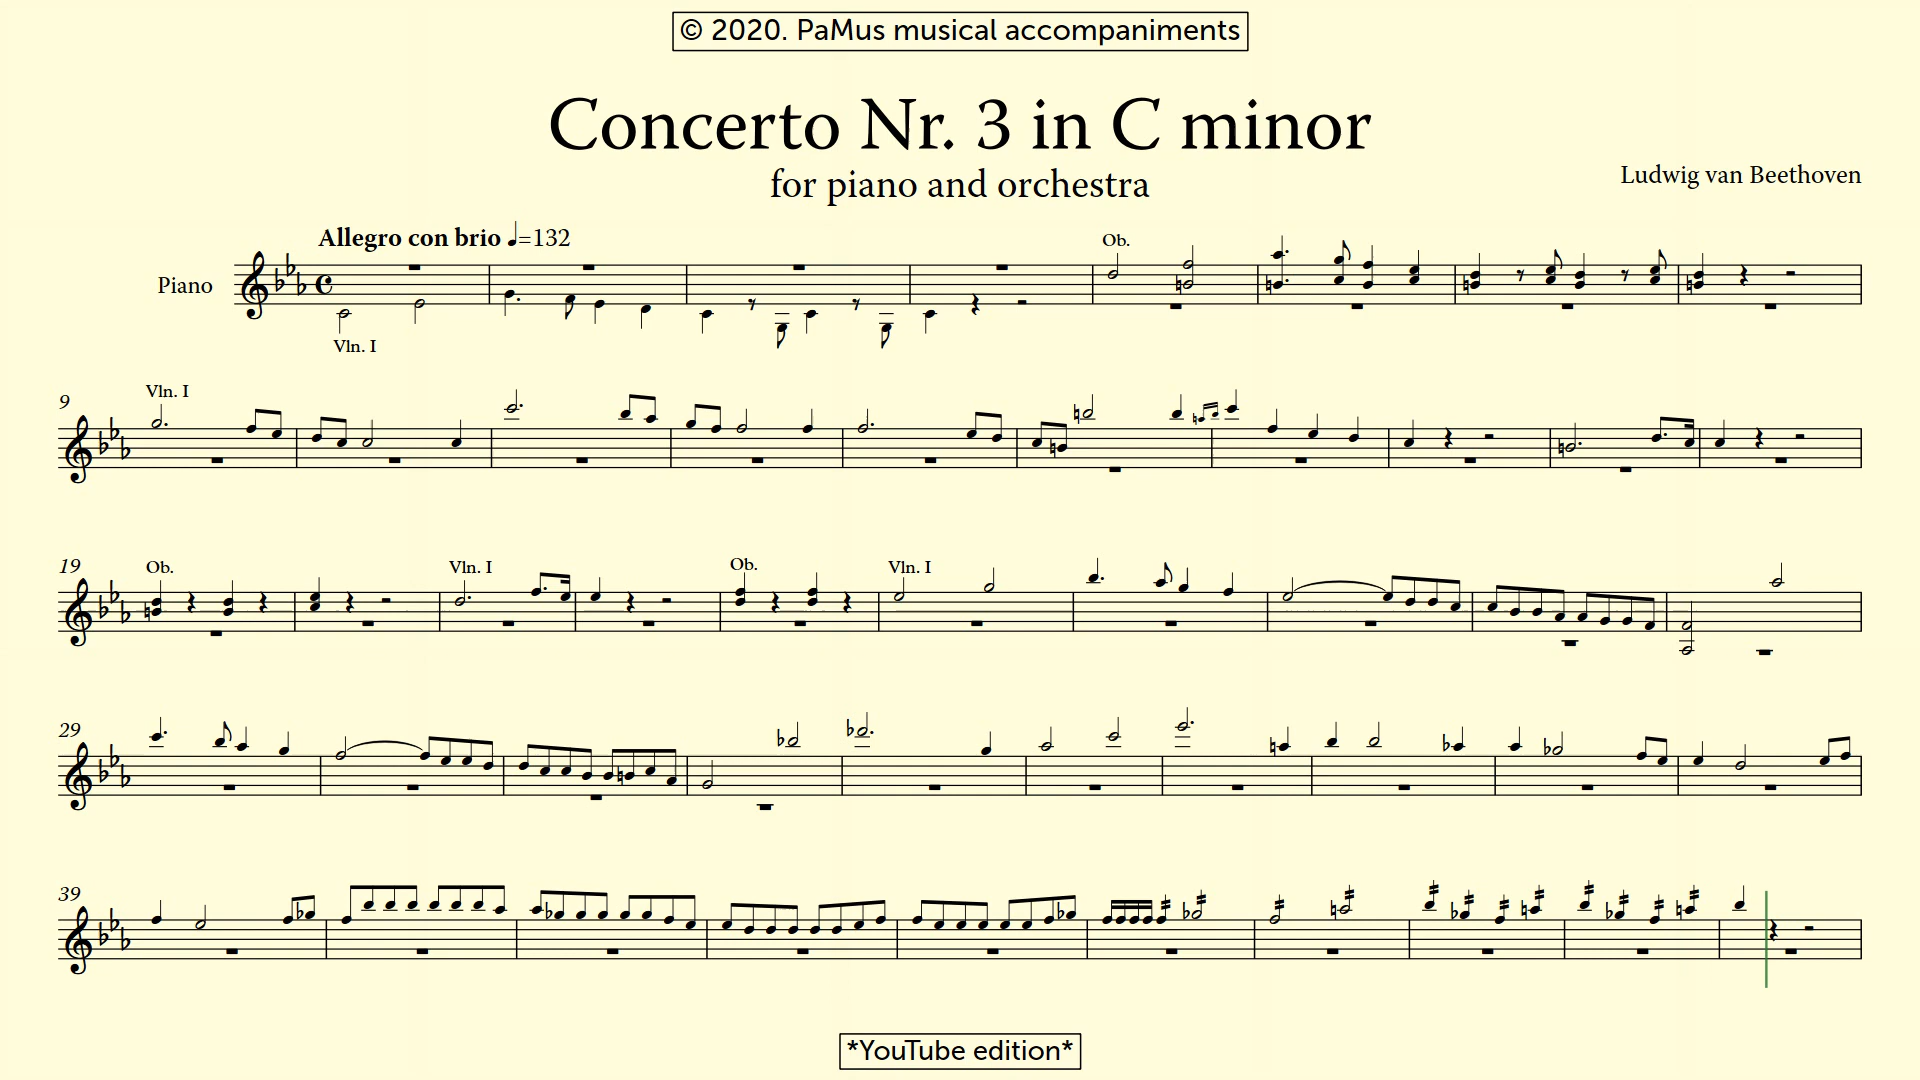 © 2020. PaMus musical accompaniments
Concerto Nr. 3 in C minor
for piano and orchestra
Ludwig van Beethoven
Allegro con brio ♩=132
Piano
Ob.
Vln. I
9
Vln. I
19
Ob.
Vln. I
Ob.
Vln. I
29
39
*YouTube edition*